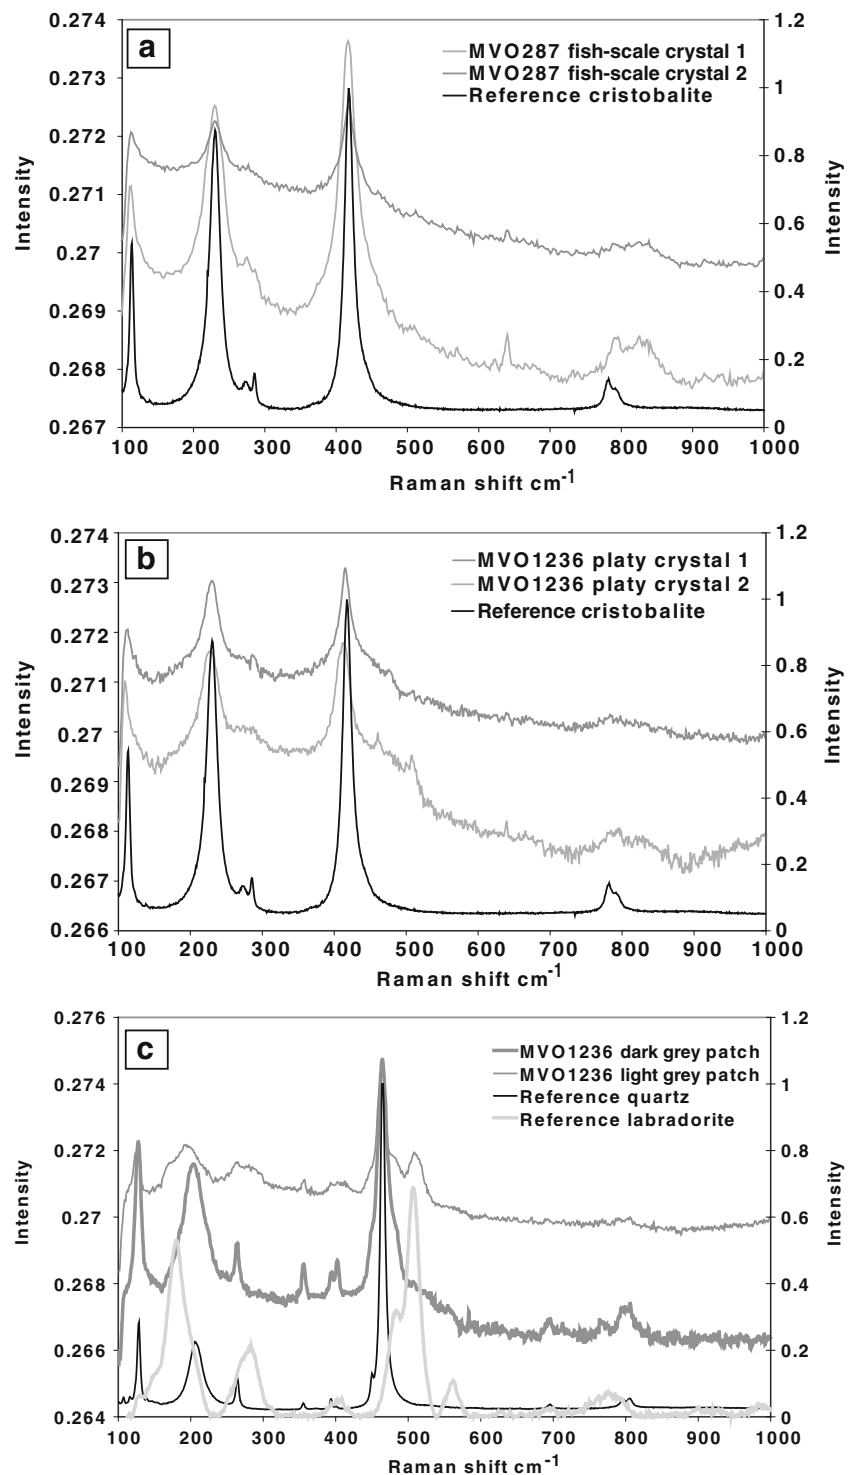 a
MVO287 fish-scale crystal 1
MVO287 fish-scale crystal 2
Reference cristobalite
0.274
0.273
0.272
0.271
0.27
0.269
0.268
0.267
Intensity
1.2
1
0.8
0.6
0.4
0.2
0
Intensity
100 200 300 400 500 600 700 800 900 1000
Raman shift cm-1
b
MVO1236 platy crystal 1
MVO1236 platy crystal 2
Reference cristobalite
0.274
0.273
0.272
0.271
0.27
0.269
0.268
0.267
0.266
Intensity
1.2
1
0.8
0.6
0.4
0.2
0
Intensity
100 200 300 400 500 600 700 800 900 1000
Raman shift cm-1
c
MVO1236 dark grey patch
MVO1236 light grey patch
Reference quartz
Reference labradorite
0.276
0.274
0.272
0.27
0.268
0.266
0.264
Intensity
1.2
1
0.8
0.6
0.4
0.2
0
Intensity
100 200 300 400 500 600 700 800 900 1000
Raman shift cm-1